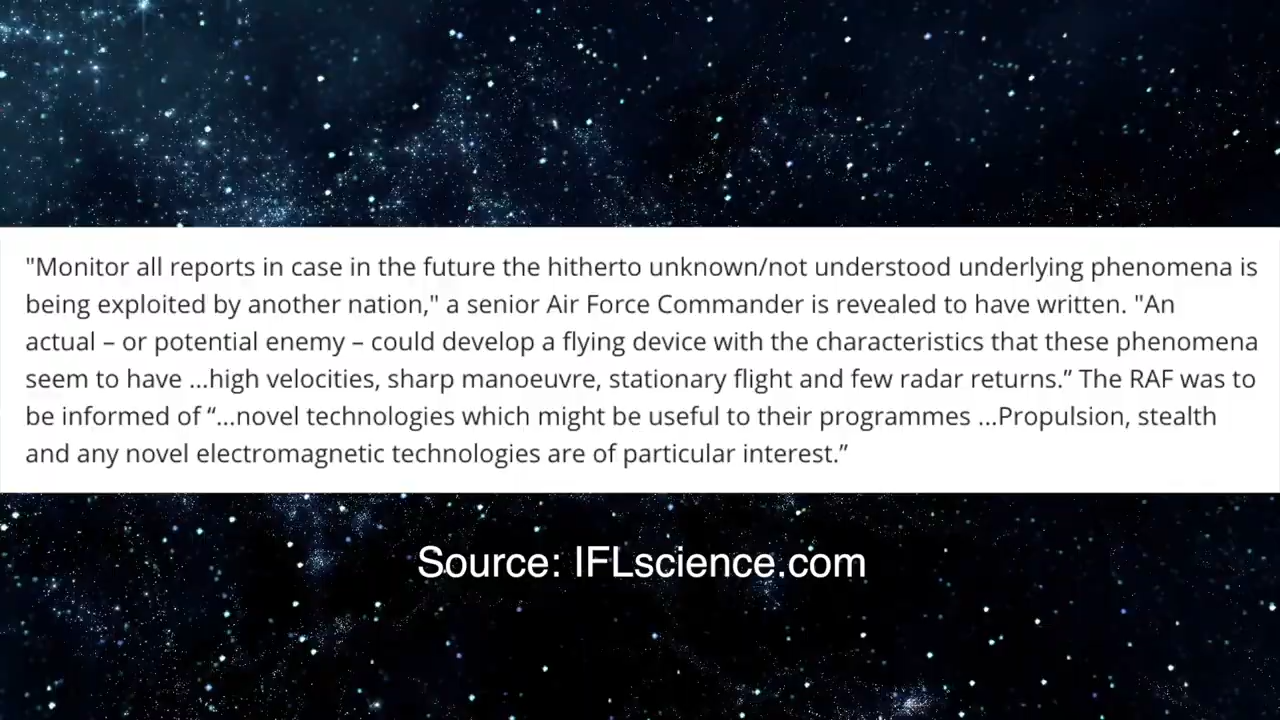 "Monitor all reports in case in the future the hitherto unknown/not understood underlying phenomena is
being exploited by another nation," a senior Air Force Commander is revealed to have written. "An
actual – or potential enemy – could develop a flying device with the characteristics that these phenomena
seem to have ...high velocities, sharp manoeuvre, stationary flight and few radar returns.” The RAF was to
be informed of “...novel technologies which might be useful to their programmes ...Propulsion, stealth
and any novel electromagnetic technologies are of particular interest.”
Source: IFLscience.com